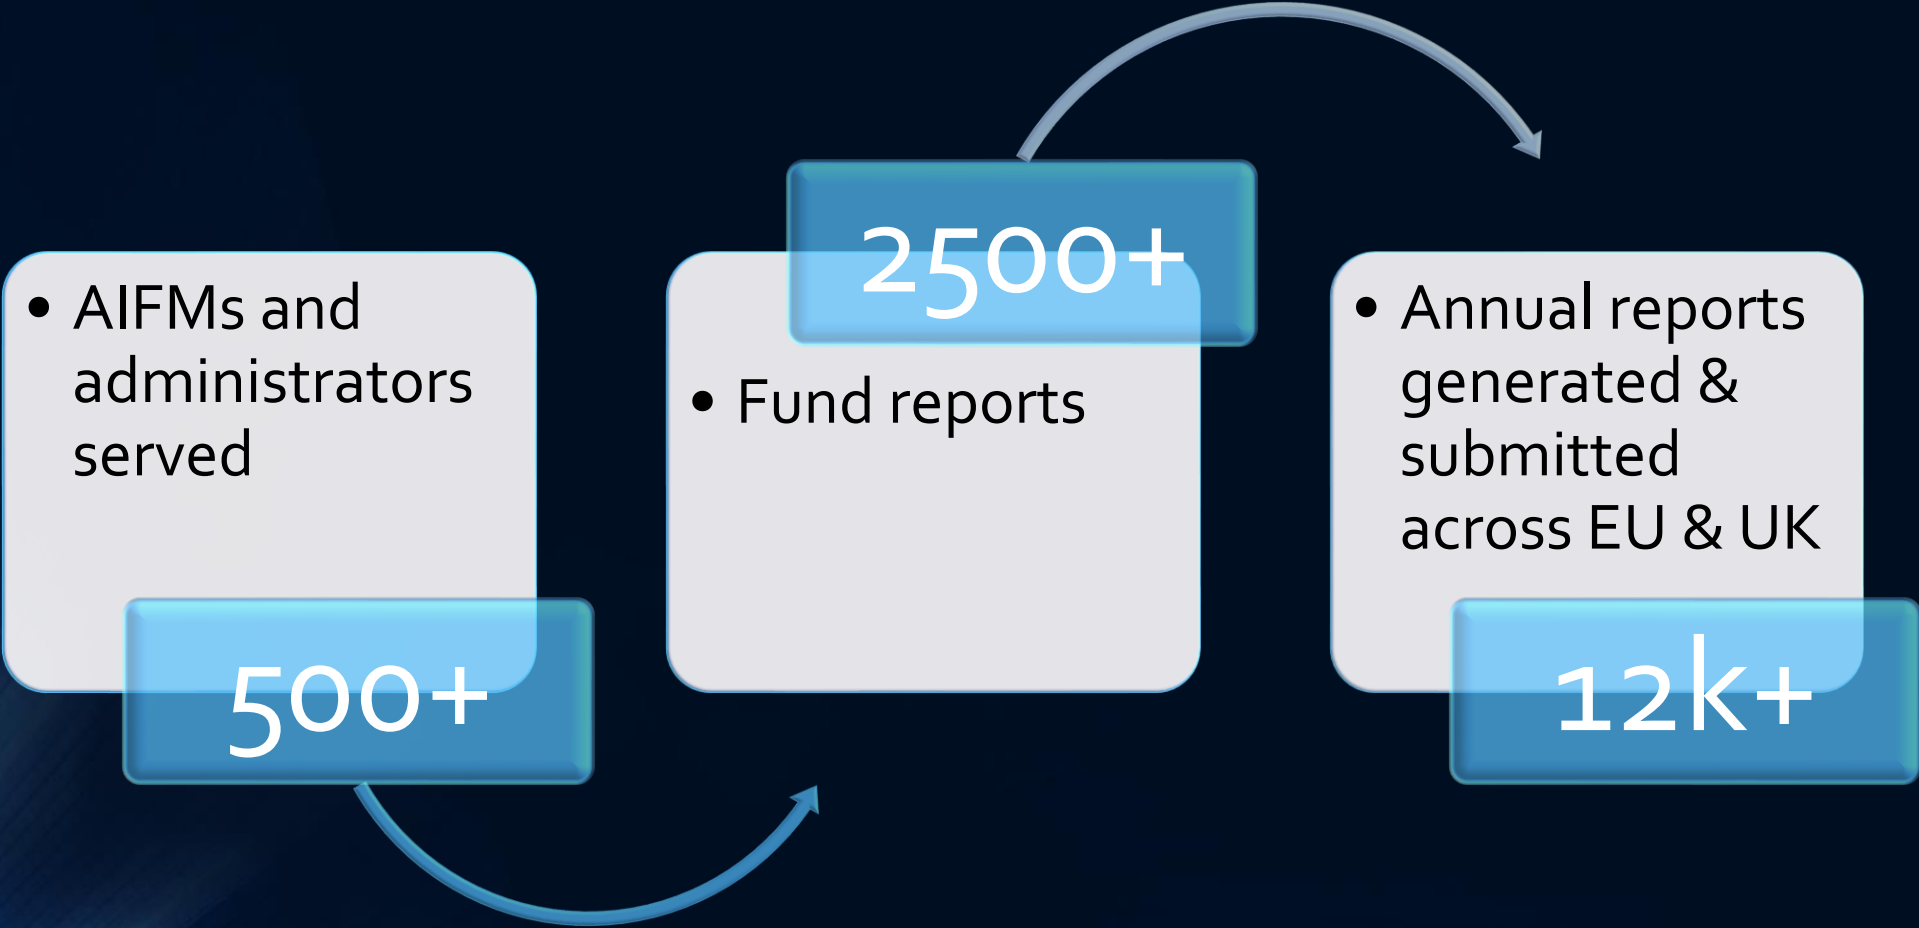 • AIFMs and
administrators
served
500+
2500+
• Fund reports
• Annual reports
generated &
submitted
across EU & UK
12k+